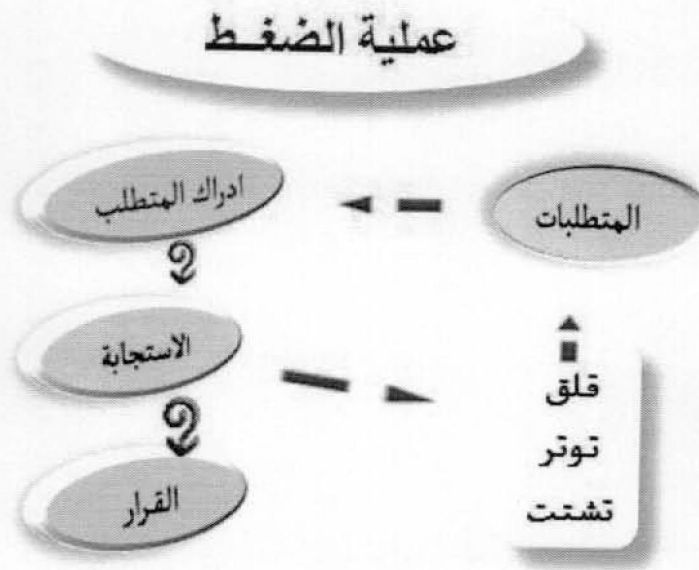 عملية الضغط
المتطلبات
ادراك المتطلب
الاستجابة
القرار
قلق
توتر
تشتت